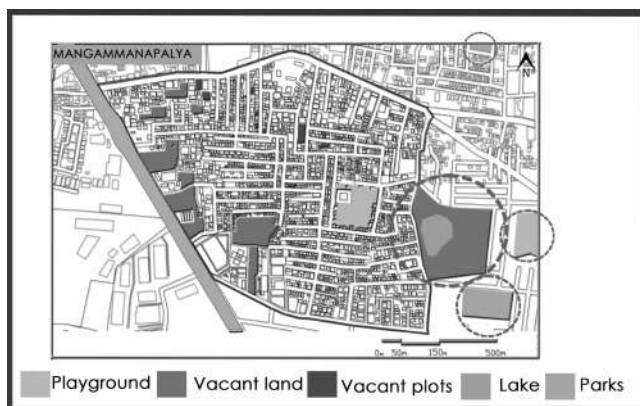 MANGAMMANAPALYA
N
0m 50m 150m 500m
Playground Vacant land Vacant plots Lake Parks